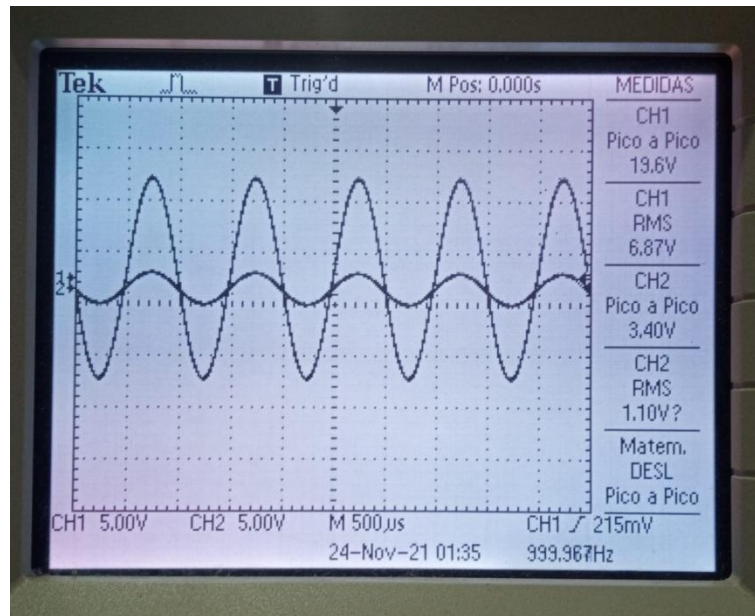 Tek T Trig'd M Pos: 0.000s MEDIDAS
CH1
Pico a Pico
19.6V
CH1
RMS
6.87V
1
2
CH2
Pico a Pico
3.40V
CH2
RMS
1.10V?
Matem.
DESL
Pico a Pico
CH1 5.00V CH2 5.00V M 500µs CH1 215mV
24-Nov-21 01:35 999.967Hz